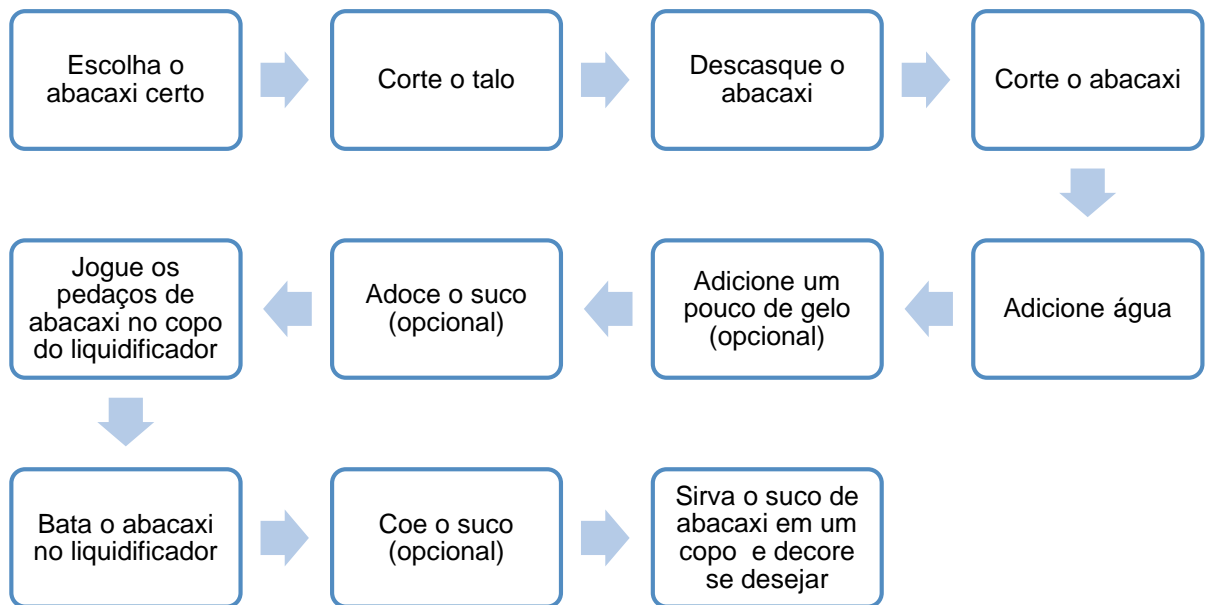 Escolha o
abacaxi certo
Corte o talo
Descasque o
abacaxi
Corte o abacaxi
Adicione água
Adicione um
pouco de gelo
(opcional)
Adoce o suco
(opcional)
Jogue os
pedaços de
abacaxi no copo
do liquidificador
Bata o abacaxi
no liquidificador
Coe o suco
(opcional)
Sirva o suco de
abacaxi em um
copo  e decore
se desejar